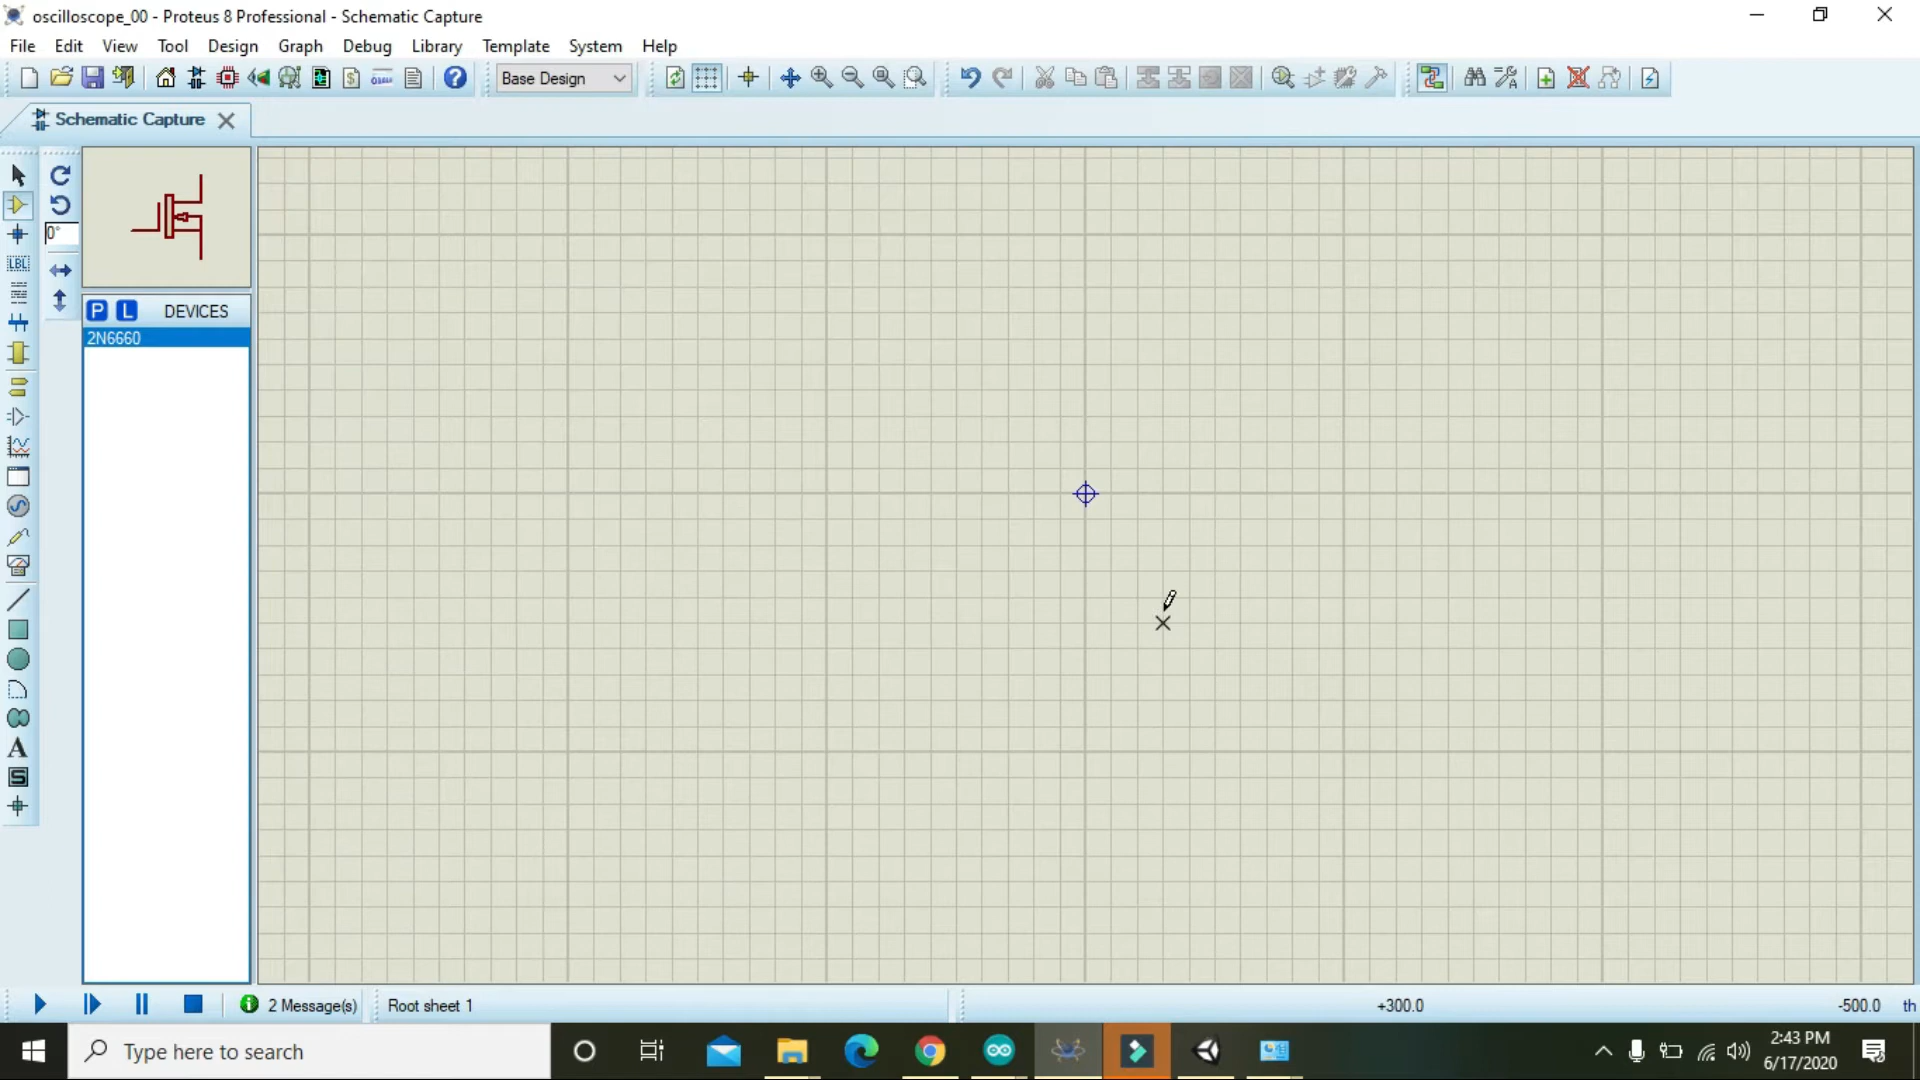 oscilloscope_00 - Proteus 8 Professional - Schematic Capture
File Edit View Tool Design Graph Debug Library Template System Help
$ ? Base Design
Schematic Capture
0°
LBL
P L DEVICES
2N6660
A
S
2 Message(s) Root sheet 1 +300.0 -500.0 th
Type here to search
2:43 PM
6/17/2020